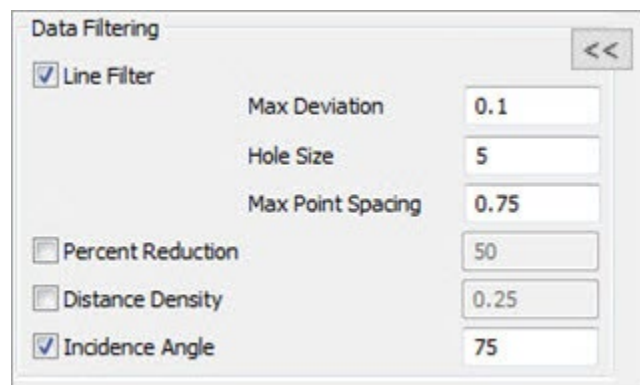 Data Filtering
<<
Line Filter
Max Deviation 0.1
Hole Size 5
Max Point Spacing 0.75
Percent Reduction 50
Distance Density 0.25
Incidence Angle 75